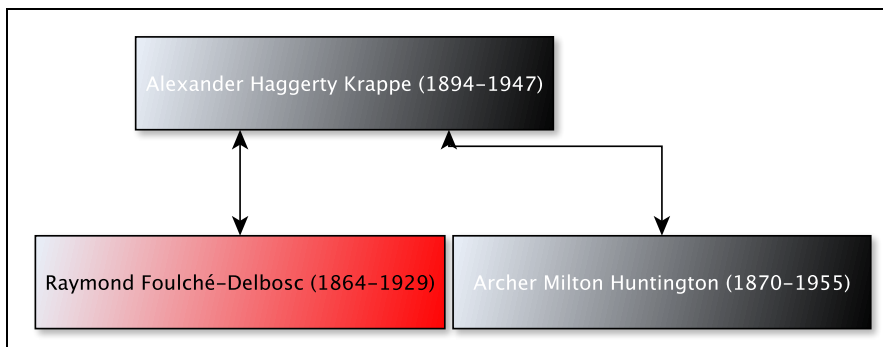 Alexander Haggerty Krappe (1894–1947)
Raymond Foulché-Delbosc (1864–1929)
Archer Milton Huntington (1870–1955)